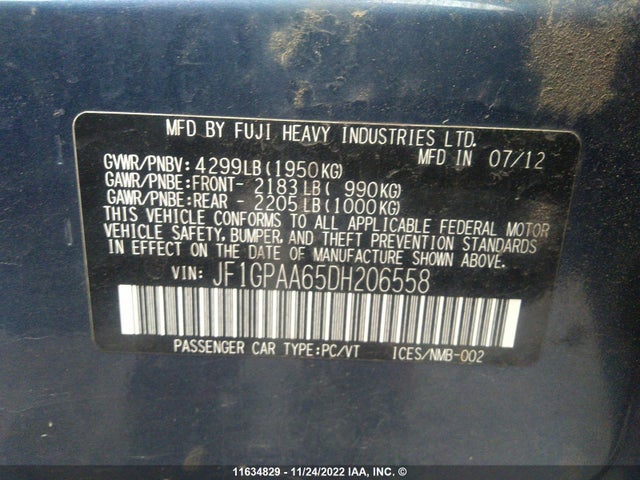 MFD BY FUJI HEAVY INDUSTRIES LTD.
GVWR/PNBV: 4299LB(1950KG) MFD IN 07/12
GAWR/PNBE:FRONT- 2183LB( 990KG)
GAWR/PNBE:REAR - 2205LB(1000KG)
THIS VEHICLE CONFORMS TO ALL APPLICABLE FEDERAL MOTOR
VEHICLE SAFETY, BUMPER, AND THEFT PREVENTION STANDARDS
IN EFFECT ON THE DATE OF MANUFACTURE SHOWN ABOVE.
VIN: JF1GPAA65DH206558
PASSENGER CAR TYPE:PC/VT ICES/NMB-002
11634829 - 11/24/2022 IAA, INC. ©